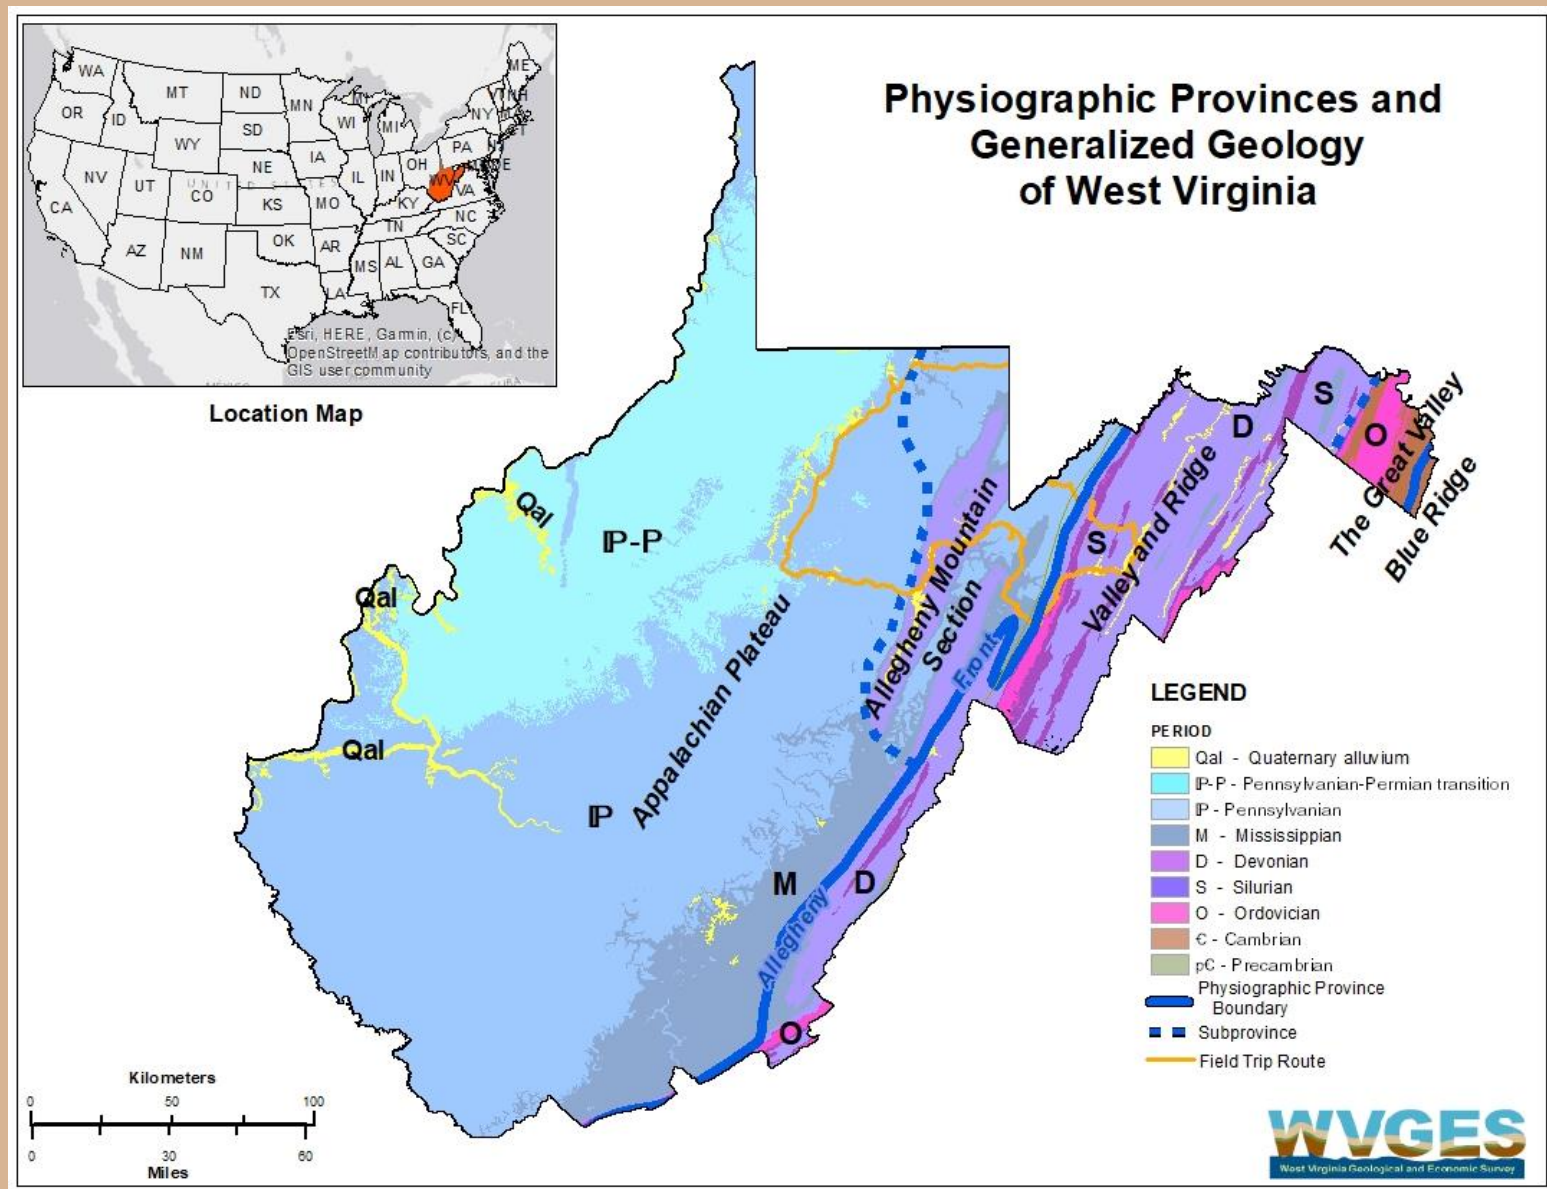 Physiographic Provinces and
Generalized Geology
of West Virginia
WA
MT
ND
MN
OR
ID
WY
SD
WI
MI
NY
ME
NV
UT
CO
NE
IA
IL
IN
OH
PA
WV
VA
CA
AZ
NM
KS
MO
KY
OK
AR
TN
NC
SC
TX
LA
MS
AL
GA
FL
UNITED STATES
Esri, HERE, Garmin, (c)
OpenStreetMap contributors, and the
GIS user community
Location Map
Qal
ℙ-P
Qal
Qal
ℙ
Appalachian Plateau
Allegheny Mountain
Section
Allegheny
Front
M
D
O
S
Valley and Ridge
D
S
O
The Great Valley
Blue Ridge
LEGEND
PERIOD
Qal - Quaternary alluvium
ℙ-P - Pennsylvanian-Permian transition
ℙ - Pennsylvanian
M - Mississippian
D - Devonian
S - Silurian
O - Ordovician
Є - Cambrian
pЄ - Precambrian
Physiographic Province
Boundary
Subprovince
Field Trip Route
Kilometers
0 50 100
0 30 60
Miles
WVGES
West Virginia Geological and Economic Survey